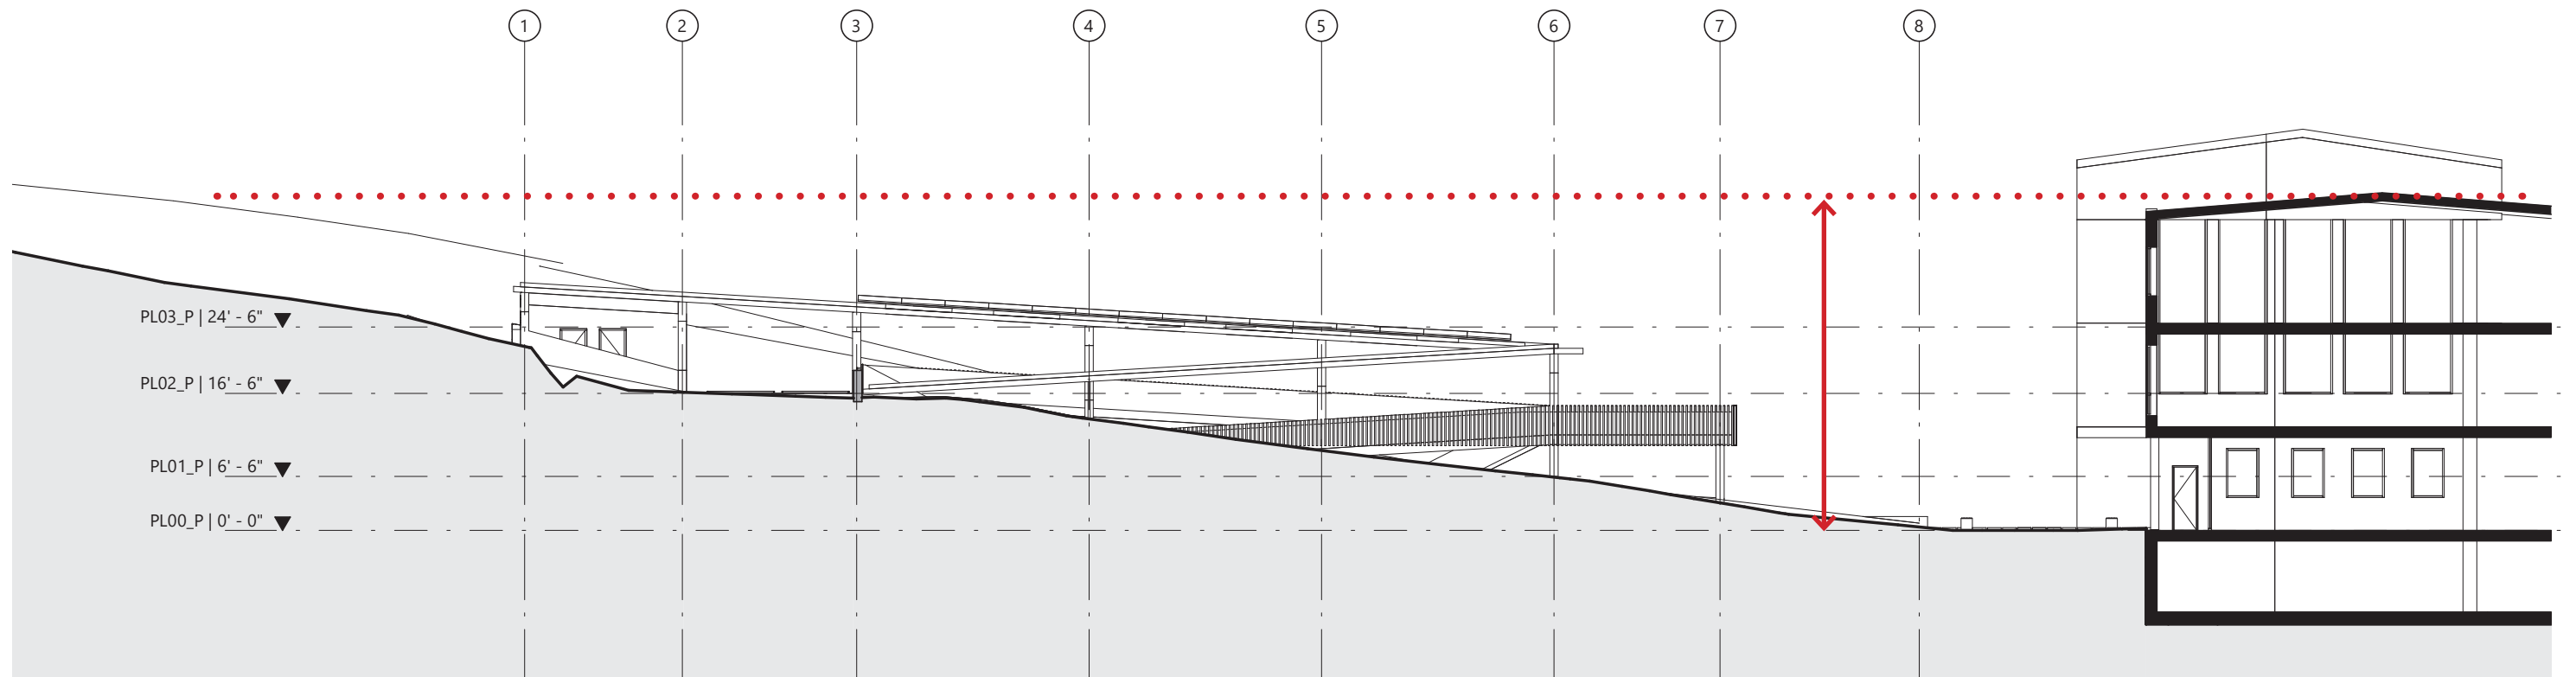 1 2 3 4 5 6 7 8
PL03_P | 24' - 6"
PL02_P | 16' - 6"
PL01_P | 6' - 6"
PL00_P | 0' - 0"